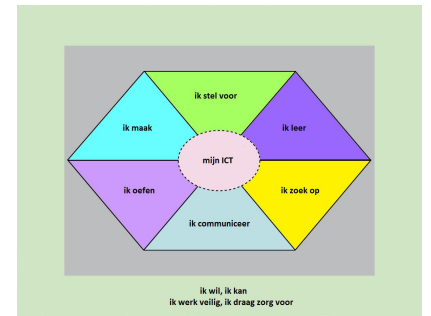 ik stel voor
ik maak
ik leer
mijn ICT
ik oefen
ik zoek op
ik communiceer
ik wil, ik kan
ik werk veilig, ik draag zorg voor